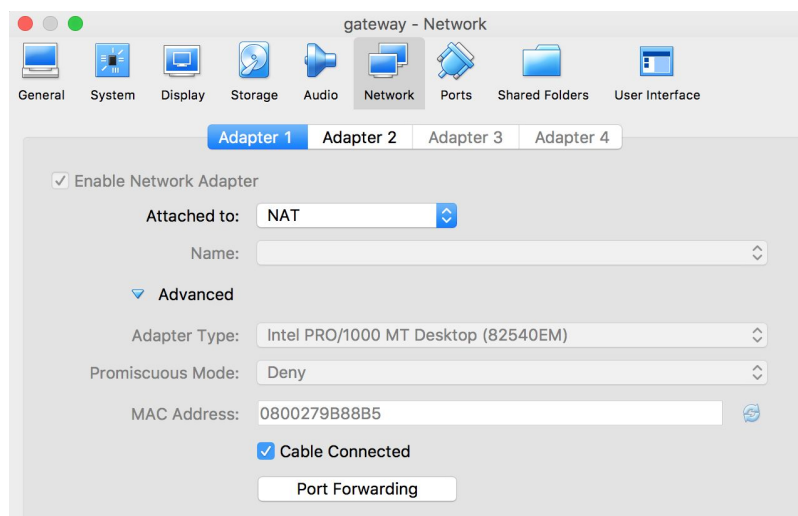 gateway - Network
General System Display Storage Audio Network Ports Shared Folders User Interface
Adapter 1 Adapter 2 Adapter 3 Adapter 4
Enable Network Adapter
Attached to: NAT
Name:
Advanced
Adapter Type: Intel PRO/1000 MT Desktop (82540EM)
Promiscuous Mode: Deny
MAC Address: 0800279B88B5
Cable Connected
Port Forwarding